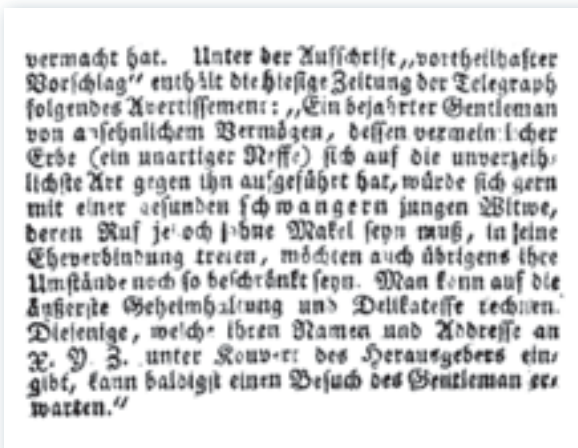 vermacht hat. Unter der Aufschrift „vortheilhafter
Vorschlag“ enthält die hiesige Zeitung der Telegraph
folgendes Avertissement: „Ein bejahrter Gentleman
von ansehnlichem Vermögen, dessen vermeintlicher
Erbe (ein unartiger Neffe) sich auf die unverzeih-
lichste Art gegen ihn aufgeführt hat, würde sich gern
mit einer gesunden schwangern jungen Witwe,
deren Ruf jedoch ohne Makel seyn muß, in seine
Eheverbindung treten, möchten auch übrigens ihre
Umstände noch so beschränkt seyn. Man kann auf die
äußerste Geheimhaltung und Delikatesse rechnen.
Diejenige, welche ihren Namen und Addresse an
X. Y. Z. unter Kouvert des Herausgebers ein-
gibt, kann baldigst einen Besuch des Gentleman er-
warten.“